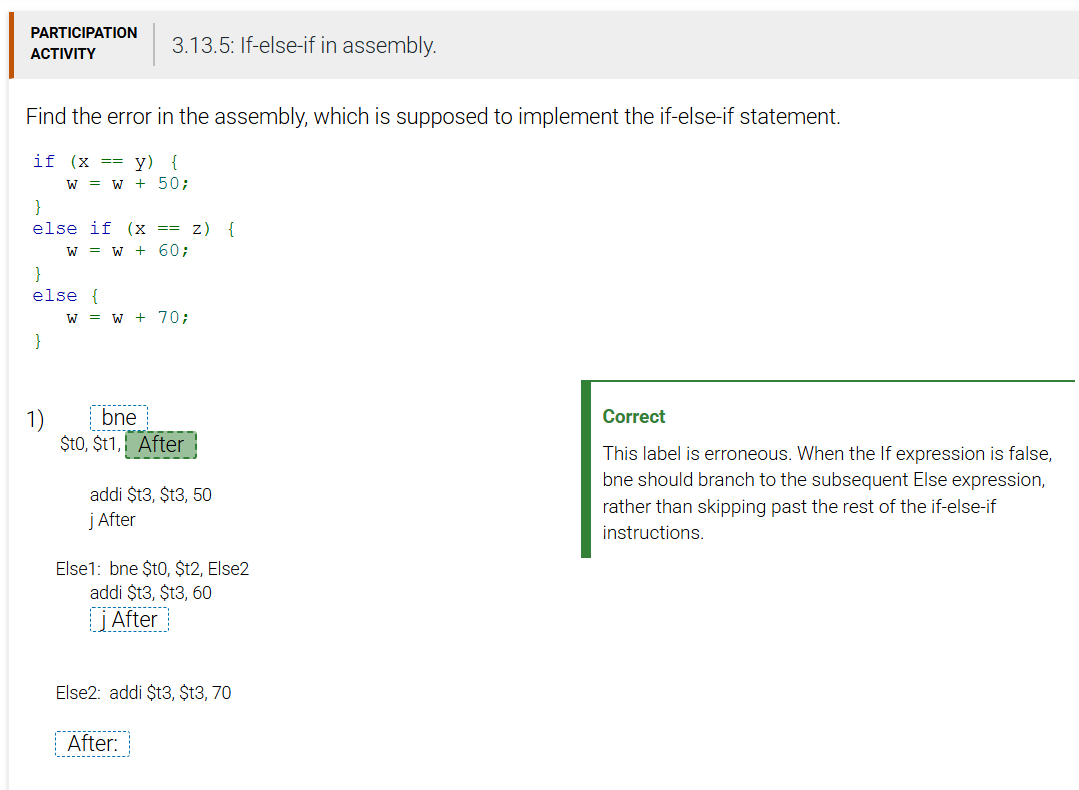 PARTICIPATION
ACTIVITY
3.13.5: If-else-if in assembly.
Find the error in the assembly, which is supposed to implement the if-else-if statement.
if (x == y) {
   w = w + 50;
}
else if (x == z) {
   w = w + 60;
}
else {
   w = w + 70;
}
1) bne
$t0, $t1, After
addi $t3, $t3, 50
j After
Else1: bne $t0, $t2, Else2
addi $t3, $t3, 60
j After
Else2: addi $t3, $t3, 70
After:
Correct
This label is erroneous. When the If expression is false,
bne should branch to the subsequent Else expression,
rather than skipping past the rest of the if-else-if
instructions.